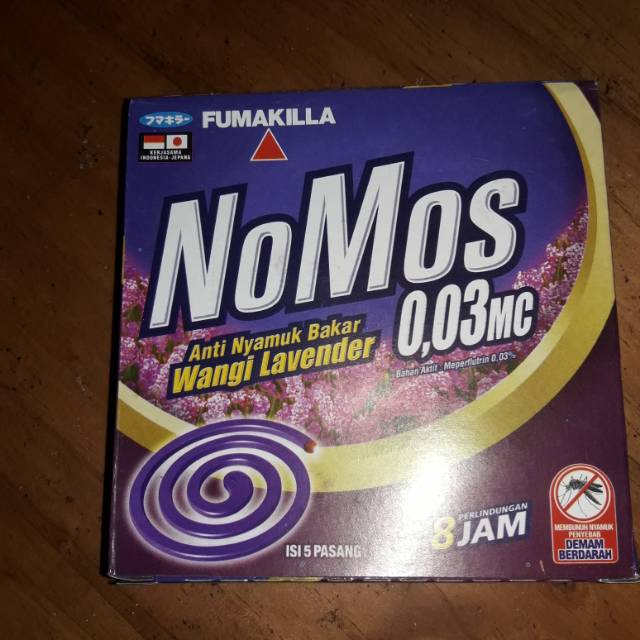 フマキラー FUMAKILLA
KERJASAMA
INDONESIA-JEPANG
NoMos
0,03MC
Anti Nyamuk Bakar
Wangi Lavender
Bahan Aktif : Meperflutrin 0.03%
ISI 5 PASANG
PERLINDUNGAN
8 JAM
MEMBUNUH NYAMUK
PENYEBAB
DEMAM
BERDARAH